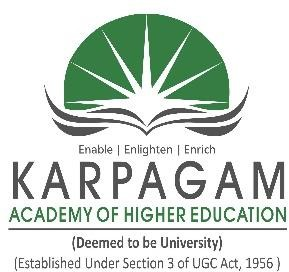 Enable | Enlighten | Enrich
KARPAGAM
ACADEMY OF HIGHER EDUCATION
(Deemed to be University)
(Established Under Section 3 of UGC Act, 1956 )